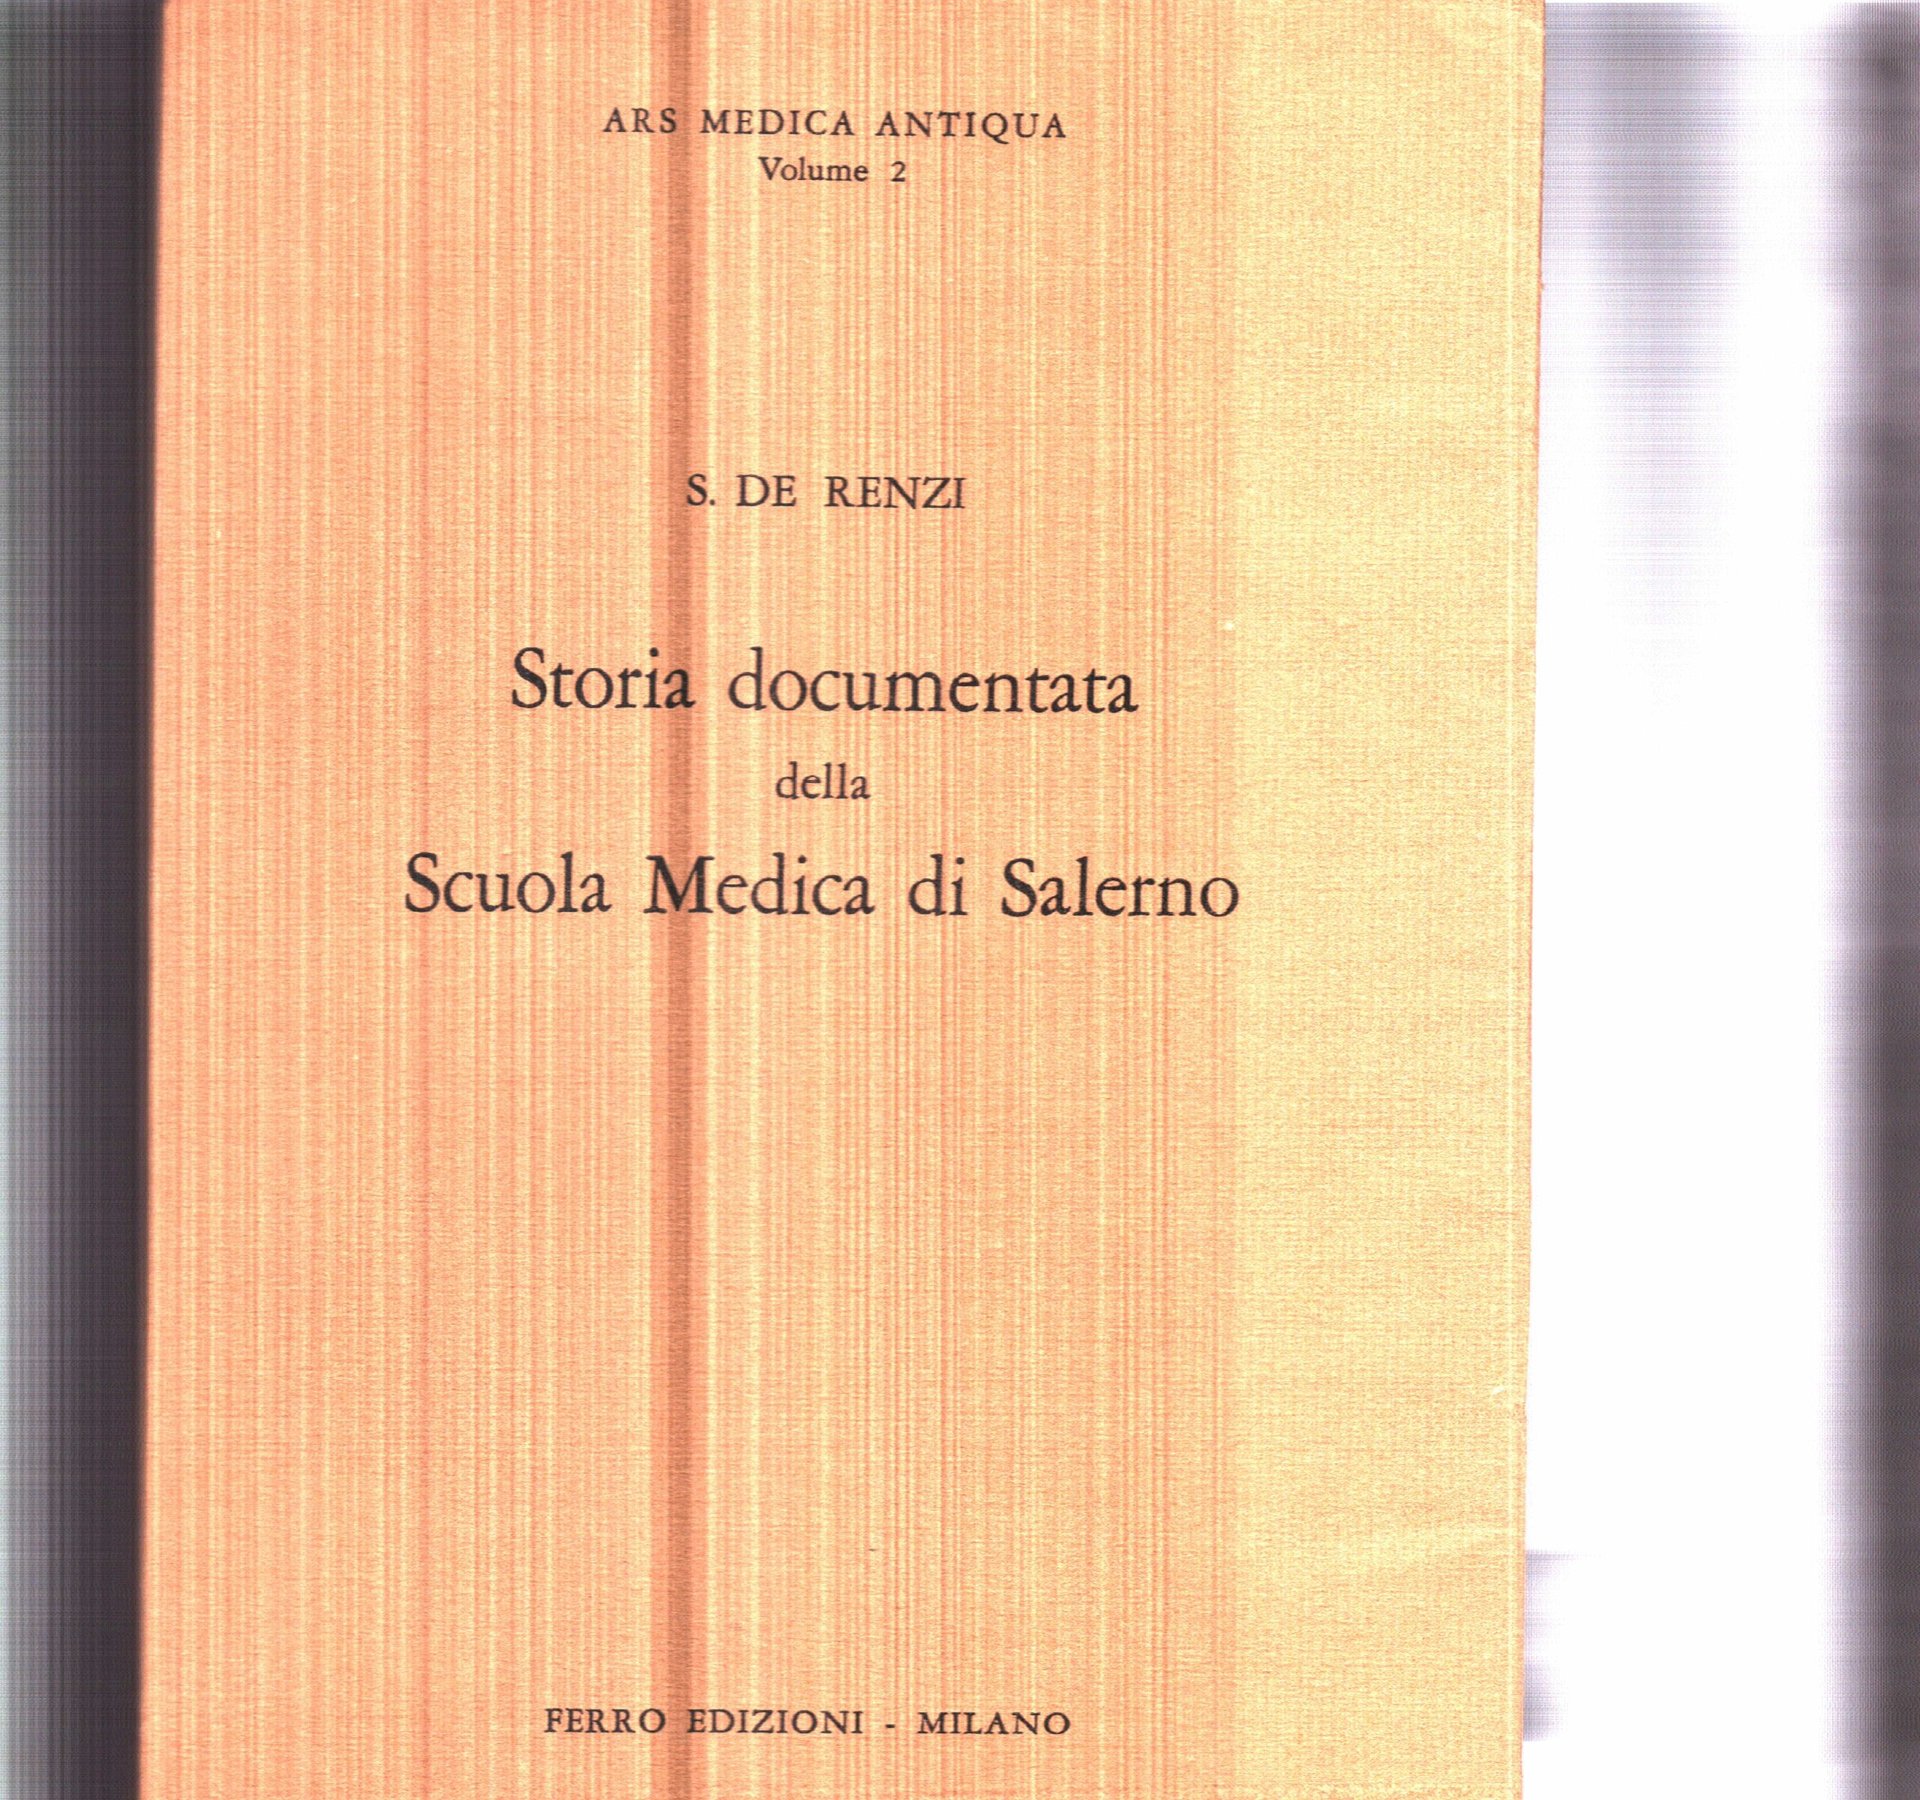 ARS MEDICA ANTIQUA
Volume 2
S. DE RENZI
Storia documentata
della
Scuola Medica di Salerno
FERRO EDIZIONI - MILANO